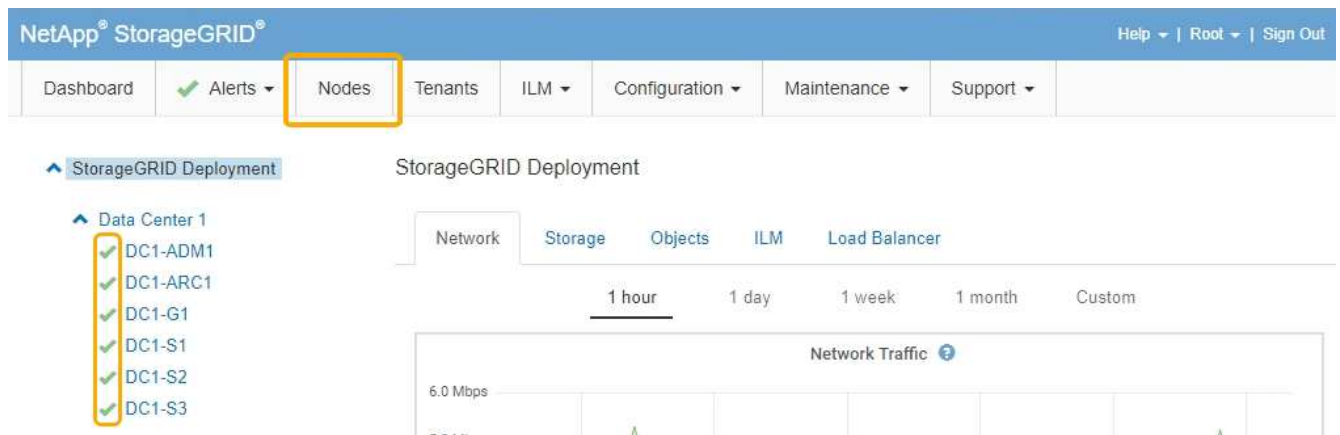 NetApp® StorageGRID®
Help | Root | Sign Out
Dashboard Alerts Nodes Tenants ILM Configuration Maintenance Support
StorageGRID Deployment
StorageGRID Deployment
Data Center 1
DC1-ADM1
DC1-ARC1
DC1-G1
DC1-S1
DC1-S2
DC1-S3
Network Storage Objects ILM Load Balancer
1 hour 1 day 1 week 1 month Custom
Network Traffic
6.0 Mbps